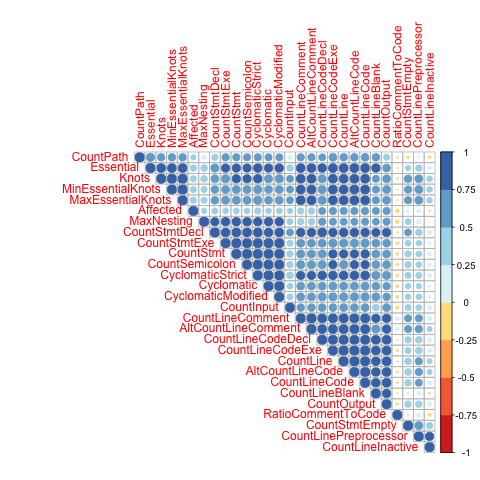 CountPath
Essential
Knots
MinEssentialKnots
MaxEssentialKnots
Affected
MaxNesting
CountStmtDecl
CountStmtExe
CountStmt
CountSemicolon
CyclomaticStrict
Cyclomatic
CyclomaticModified
CountInput
CountLineComment
AltCountLineComment
CountLineCodeDecl
CountLineCodeExe
CountLine
AltCountLineCode
CountLineCode
CountLineBlank
CountOutput
RatioCommentToCode
CountStmtEmpty
CountLinePreprocessor
CountLineInactive
CountPath
Essential
Knots
MinEssentialKnots
MaxEssentialKnots
Affected
MaxNesting
CountStmtDecl
CountStmtExe
CountStmt
CountSemicolon
CyclomaticStrict
Cyclomatic
CyclomaticModified
CountInput
CountLineComment
AltCountLineComment
CountLineCodeDecl
CountLineCodeExe
CountLine
AltCountLineCode
CountLineCode
CountLineBlank
CountOutput
RatioCommentToCode
CountStmtEmpty
CountLinePreprocessor
CountLineInactive
1
0.75
0.5
0.25
0
-0.25
-0.5
-0.75
-1